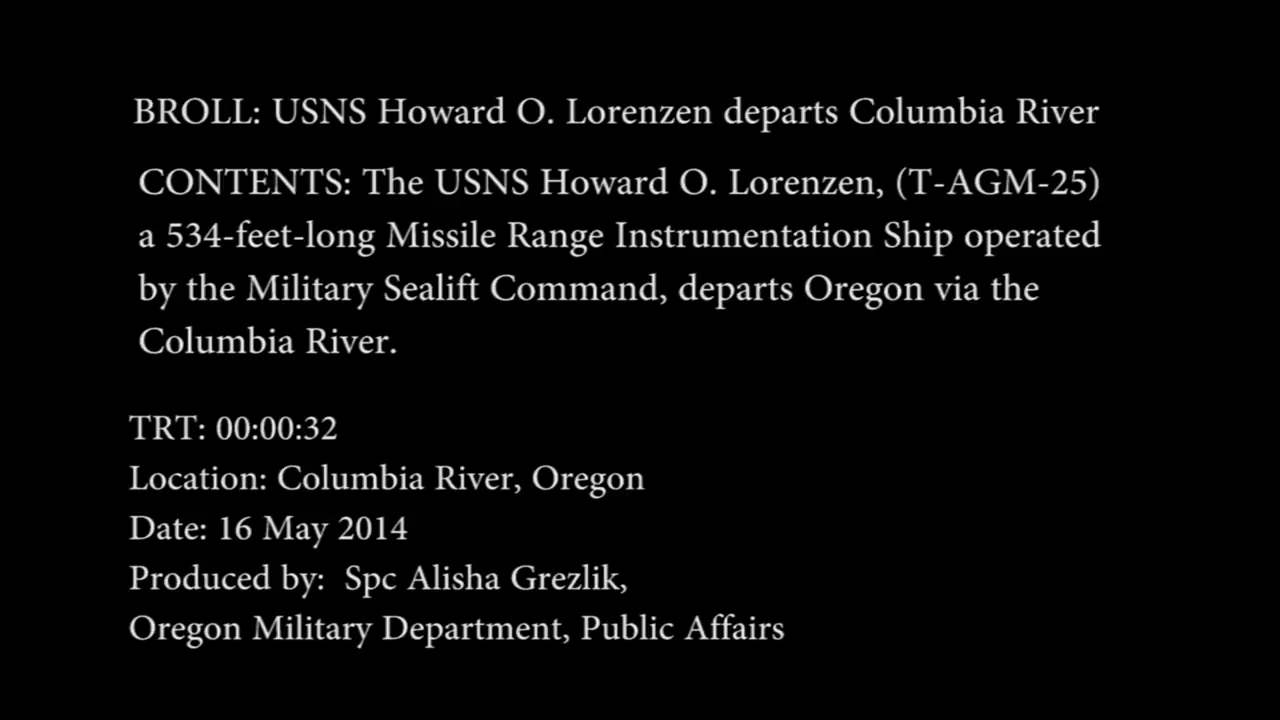 BROLL: USNS Howard O. Lorenzen departs Columbia River
CONTENTS: The USNS Howard O. Lorenzen, (T-AGM-25)
a 534-feet-long Missile Range Instrumentation Ship operated
by the Military Sealift Command, departs Oregon via the
Columbia River.
TRT: 00:00:32
Location: Columbia River, Oregon
Date: 16 May 2014
Produced by:  Spc Alisha Grezlik,
Oregon Military Department, Public Affairs